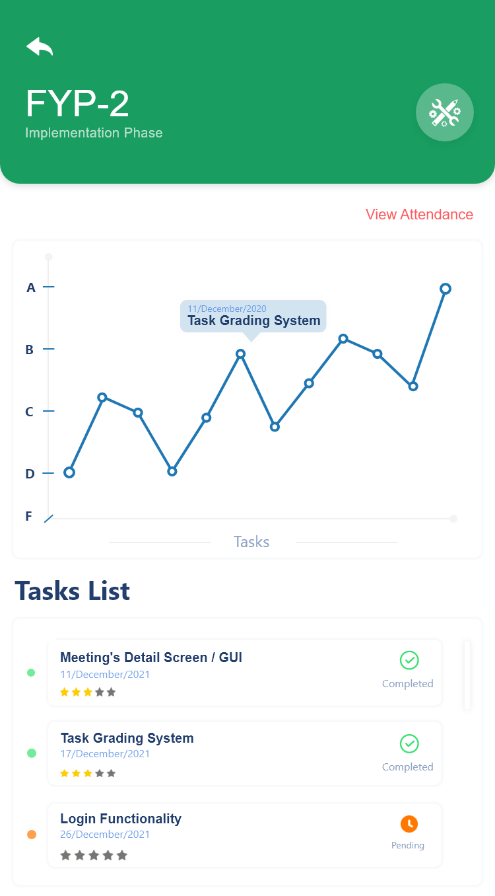 FYP-2
Implementation Phase
View Attendance
A
11/December/2020
Task Grading System
B
C
D
F
Tasks
Tasks List
Meeting's Detail Screen / GUI
11/December/2021
Completed
Task Grading System
17/December/2021
Completed
Login Functionality
26/December/2021
Pending